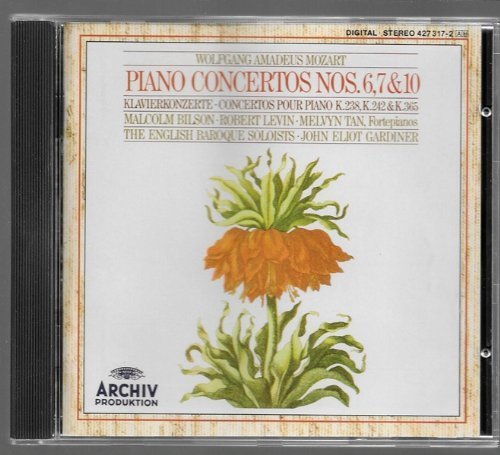 DIGITAL · STEREO 427 317-2 AH
WOLFGANG AMADEUS MOZART
PIANO CONCERTOS NOS. 6,7&10
KLAVIERKONZERTE · CONCERTOS POUR PIANO K.238, K.242 & K.365
MALCOLM BILSON · ROBERT LEVIN · MELVYN TAN, Fortepianos
THE ENGLISH BAROQUE SOLOISTS · JOHN ELIOT GARDINER
ARCHIV
PRODUKTION